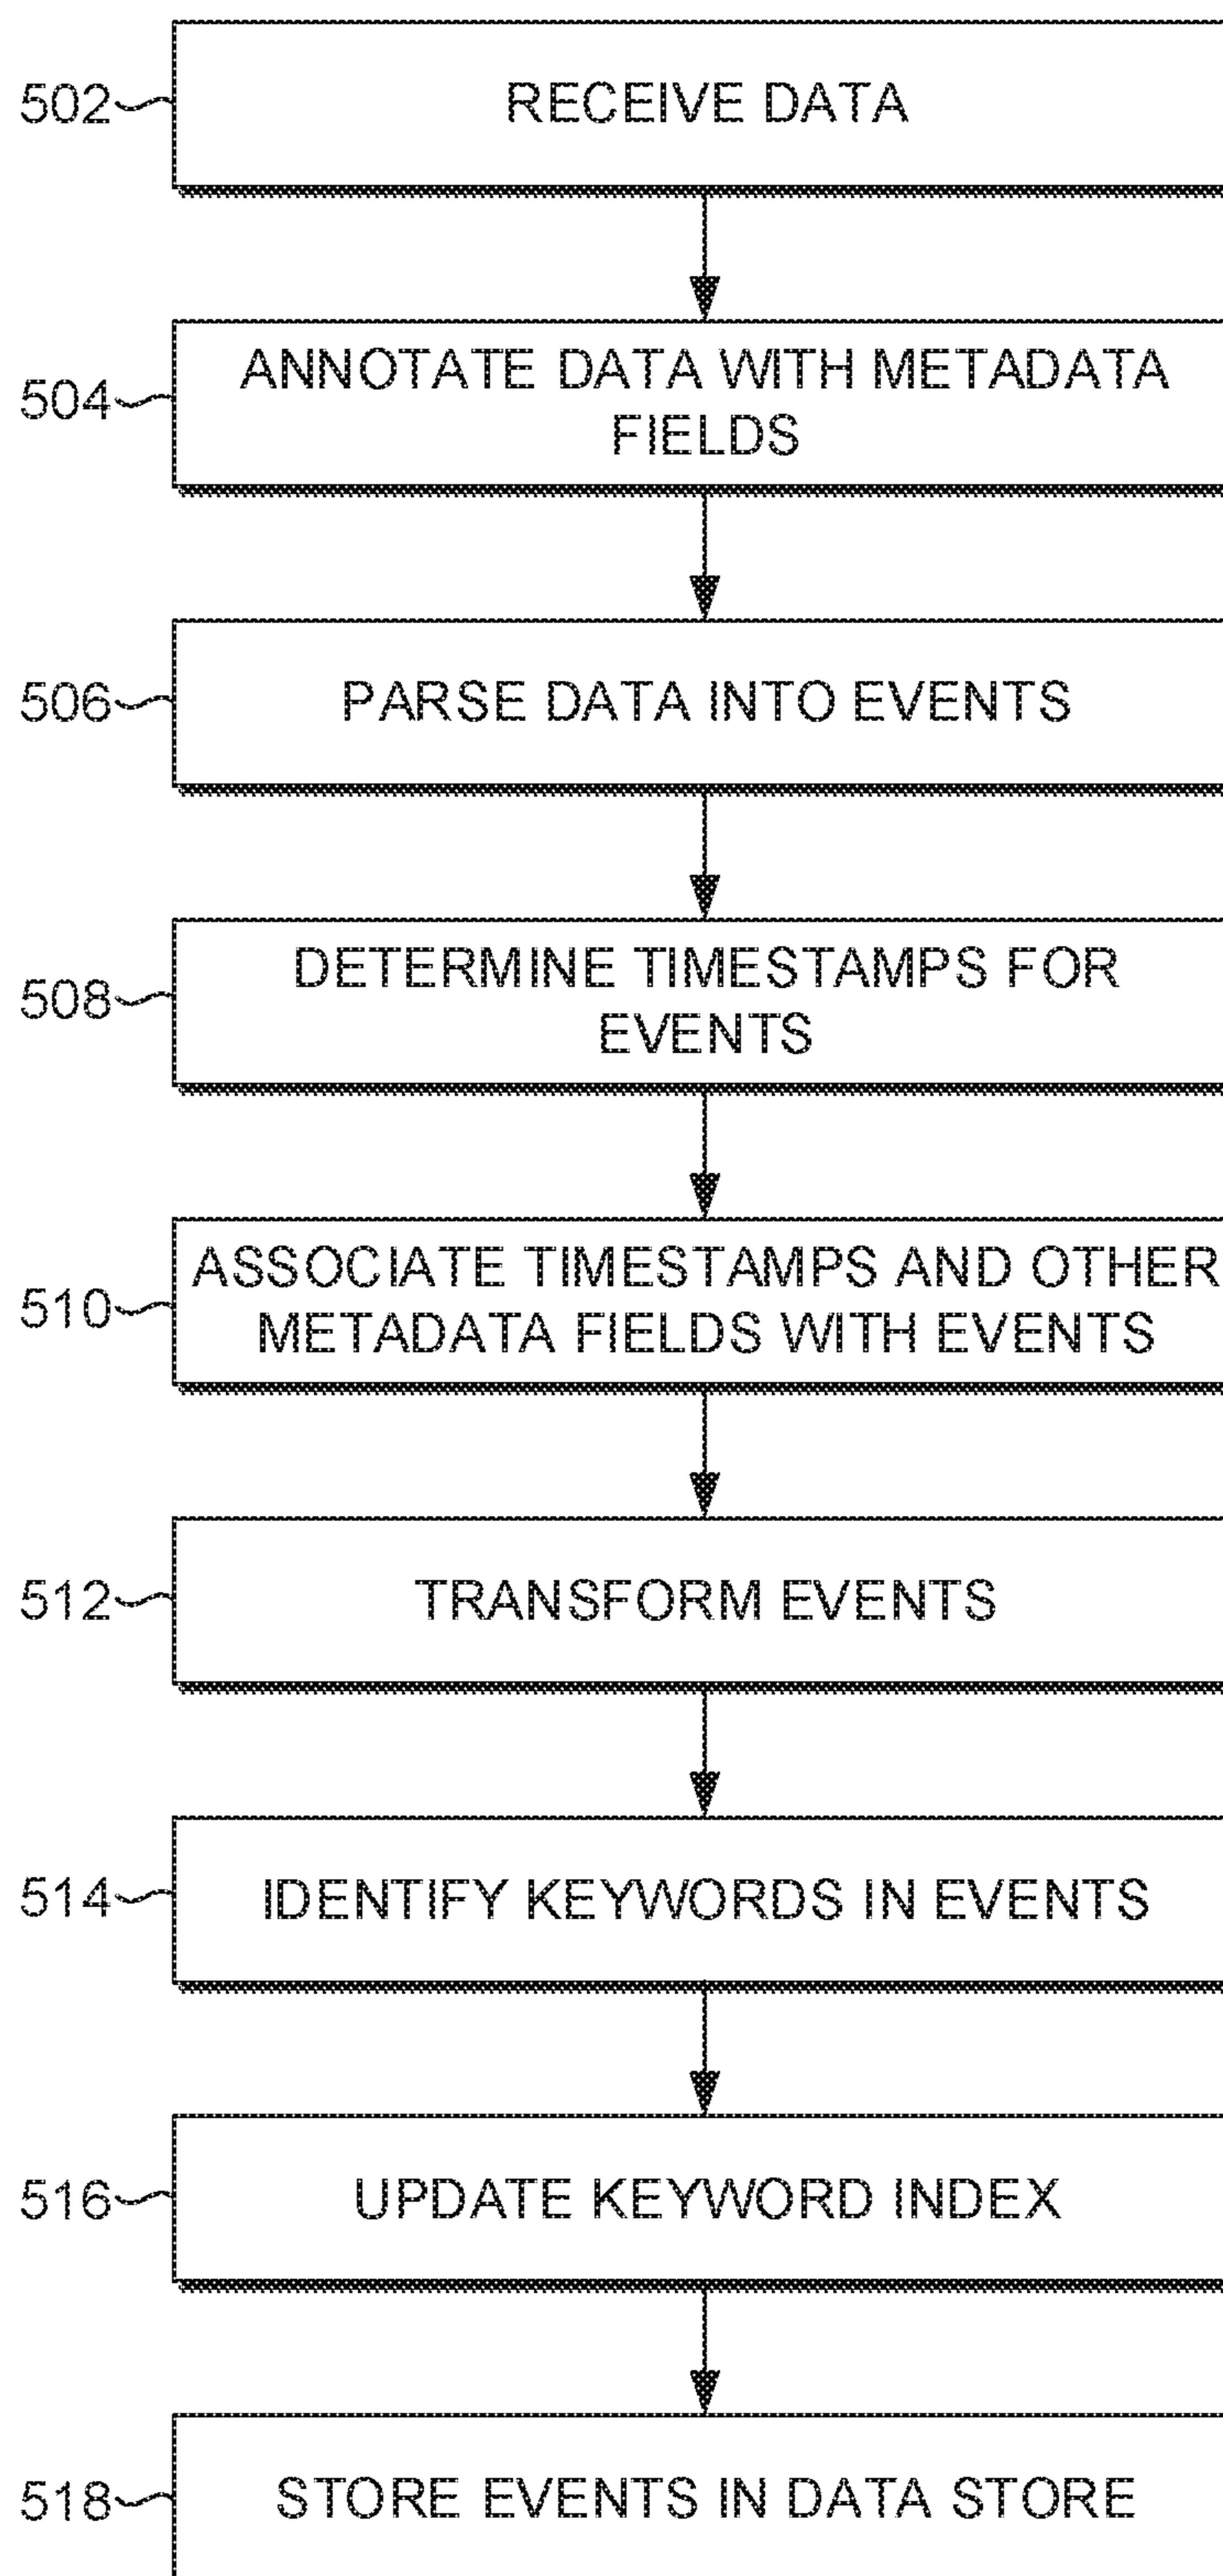 502
RECEIVE DATA
504
ANNOTATE DATA WITH METADATA
FIELDS
506
PARSE DATA INTO EVENTS
508
DETERMINE TIMESTAMPS FOR
EVENTS
510
ASSOCIATE TIMESTAMPS AND OTHER
METADATA FIELDS WITH EVENTS
512
TRANSFORM EVENTS
514
IDENTIFY KEYWORDS IN EVENTS
516
UPDATE KEYWORD INDEX
518
STORE EVENTS IN DATA STORE